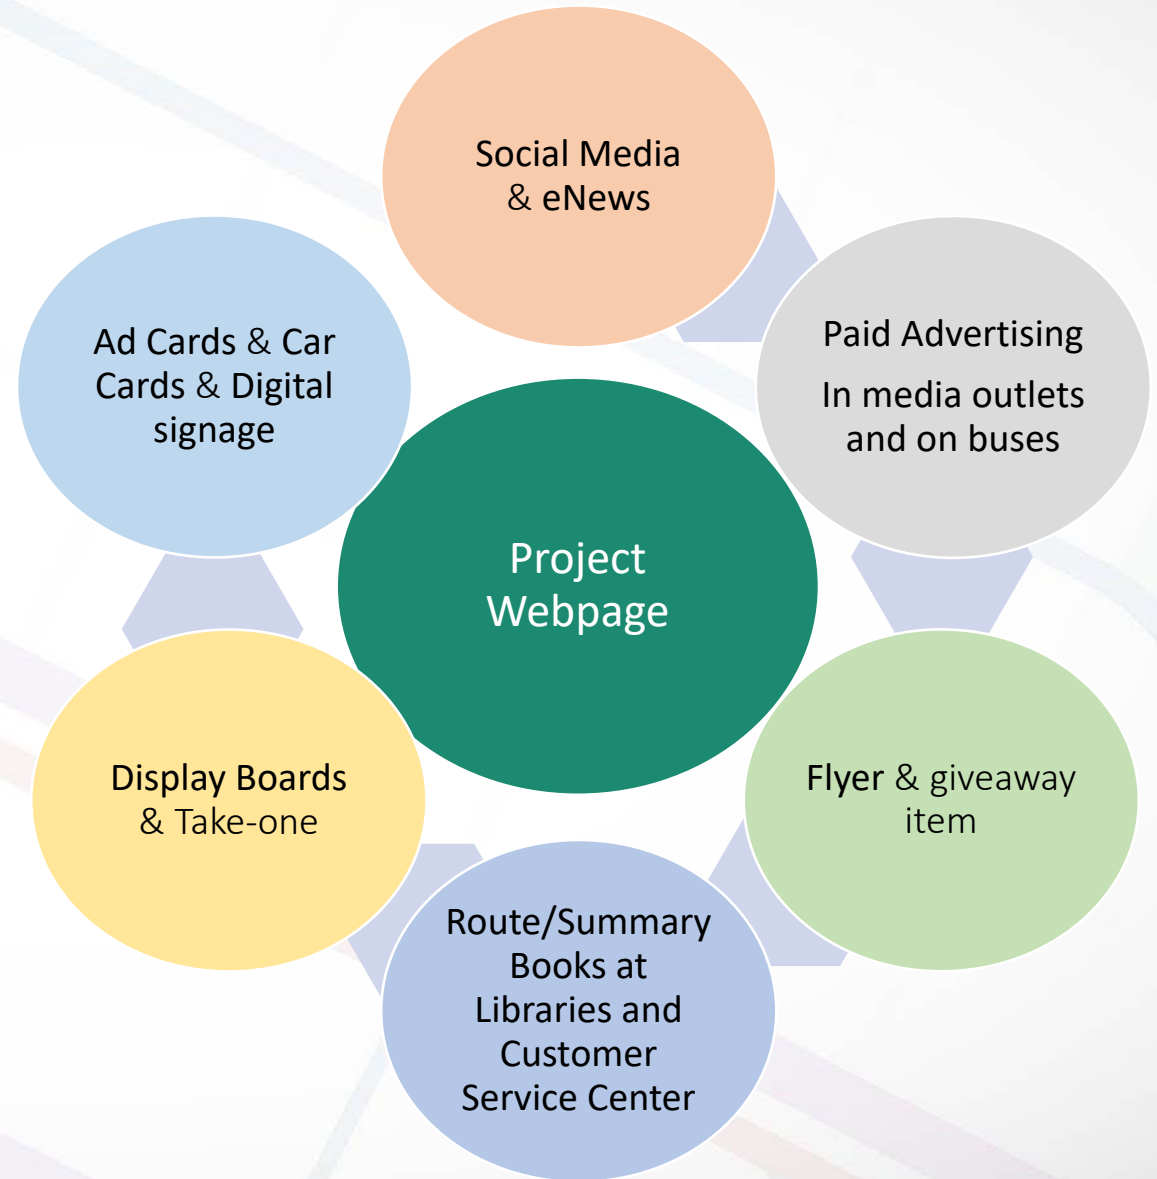 Social Media
& eNews
Paid Advertising
In media outlets
and on buses
Ad Cards & Car
Cards & Digital
signage
Project
Webpage
Flyer & giveaway
item
Display Boards
& Take-one
Route/Summary
Books at
Libraries and
Customer
Service Center